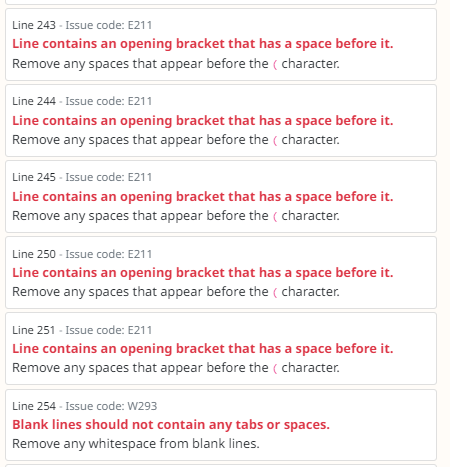 Line 243 - Issue code: E211
Line contains an opening bracket that has a space before it.
Remove any spaces that appear before the ( character.
Line 244 - Issue code: E211
Line contains an opening bracket that has a space before it.
Remove any spaces that appear before the ( character.
Line 245 - Issue code: E211
Line contains an opening bracket that has a space before it.
Remove any spaces that appear before the ( character.
Line 250 - Issue code: E211
Line contains an opening bracket that has a space before it.
Remove any spaces that appear before the ( character.
Line 251 - Issue code: E211
Line contains an opening bracket that has a space before it.
Remove any spaces that appear before the ( character.
Line 254 - Issue code: W293
Blank lines should not contain any tabs or spaces.
Remove any whitespace from blank lines.